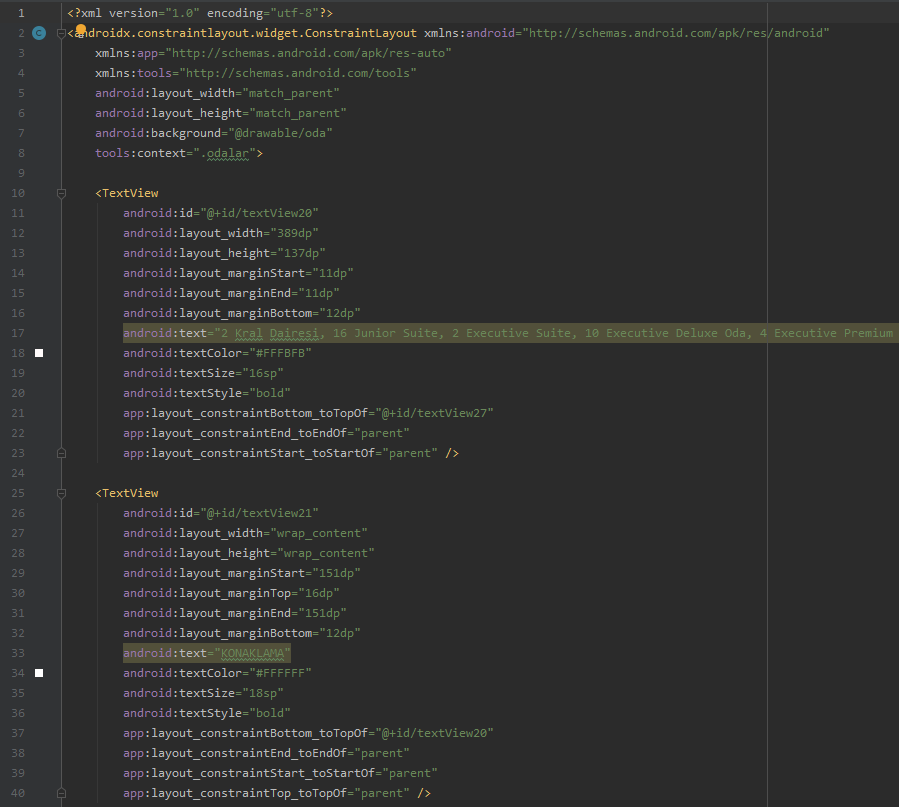 1 <?xml version="1.0" encoding="utf-8"?>
2 <androidx.constraintlayout.widget.ConstraintLayout xmlns:android="http://schemas.android.com/apk/res/android"
3 xmlns:app="http://schemas.android.com/apk/res-auto"
4 xmlns:tools="http://schemas.android.com/tools"
5 android:layout_width="match_parent"
6 android:layout_height="match_parent"
7 android:background="@drawable/oda"
8 tools:context=".odalar">
9
10 <TextView
11 android:id="@+id/textView20"
12 android:layout_width="389dp"
13 android:layout_height="137dp"
14 android:layout_marginStart="11dp"
15 android:layout_marginEnd="11dp"
16 android:layout_marginBottom="12dp"
17 android:text="2 Kral Dairesi, 16 Junior Suite, 2 Executive Suite, 10 Executive Deluxe Oda, 4 Executive Premium
18 android:textColor="#FFFBFB"
19 android:textSize="16sp"
20 android:textStyle="bold"
21 app:layout_constraintBottom_toTopOf="@+id/textView27"
22 app:layout_constraintEnd_toEndOf="parent"
23 app:layout_constraintStart_toStartOf="parent" />
24
25 <TextView
26 android:id="@+id/textView21"
27 android:layout_width="wrap_content"
28 android:layout_height="wrap_content"
29 android:layout_marginStart="151dp"
30 android:layout_marginTop="16dp"
31 android:layout_marginEnd="151dp"
32 android:layout_marginBottom="12dp"
33 android:text="KONAKLAMA"
34 android:textColor="#FFFFFF"
35 android:textSize="18sp"
36 android:textStyle="bold"
37 app:layout_constraintBottom_toTopOf="@+id/textView20"
38 app:layout_constraintEnd_toEndOf="parent"
39 app:layout_constraintStart_toStartOf="parent"
40 app:layout_constraintTop_toTopOf="parent" />